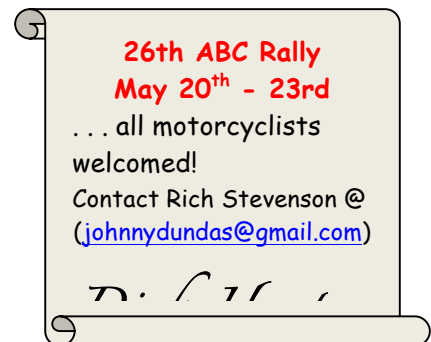 26th ABC Rally
May 20th - 23rd
. . . all motorcyclists
welcomed!
Contact Rich Stevenson @
(johnnydundas@gmail.com)